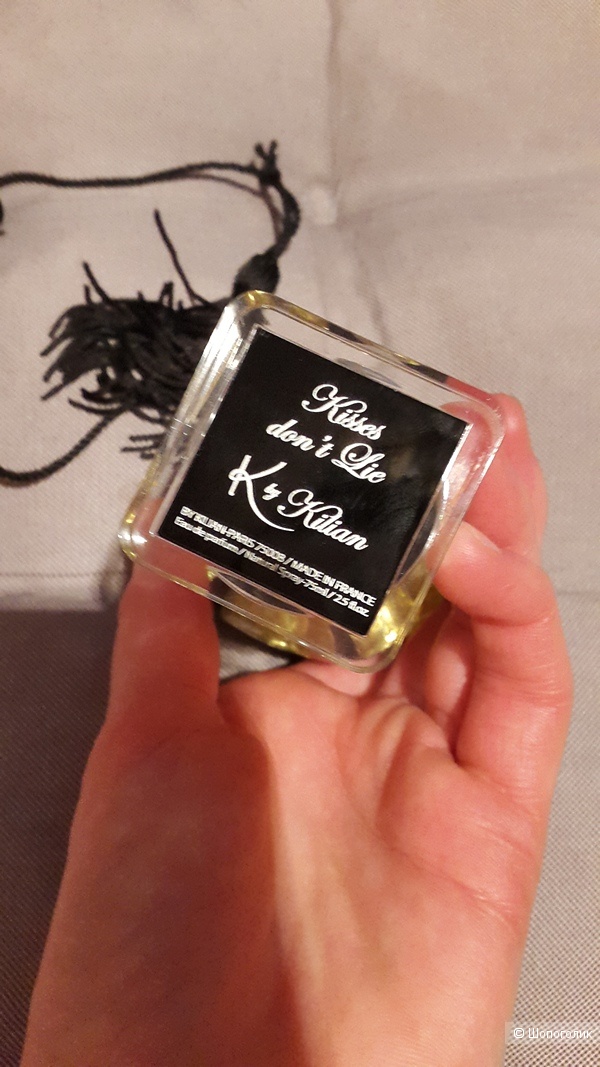 Kisses
don't Lie
K by Kilian
BY KILIAN-PARIS 75008 / MADE IN FRANCE
Eau de parfum / Natural Spray-75ml / 2.5 fl.oz.
© Шопоголик